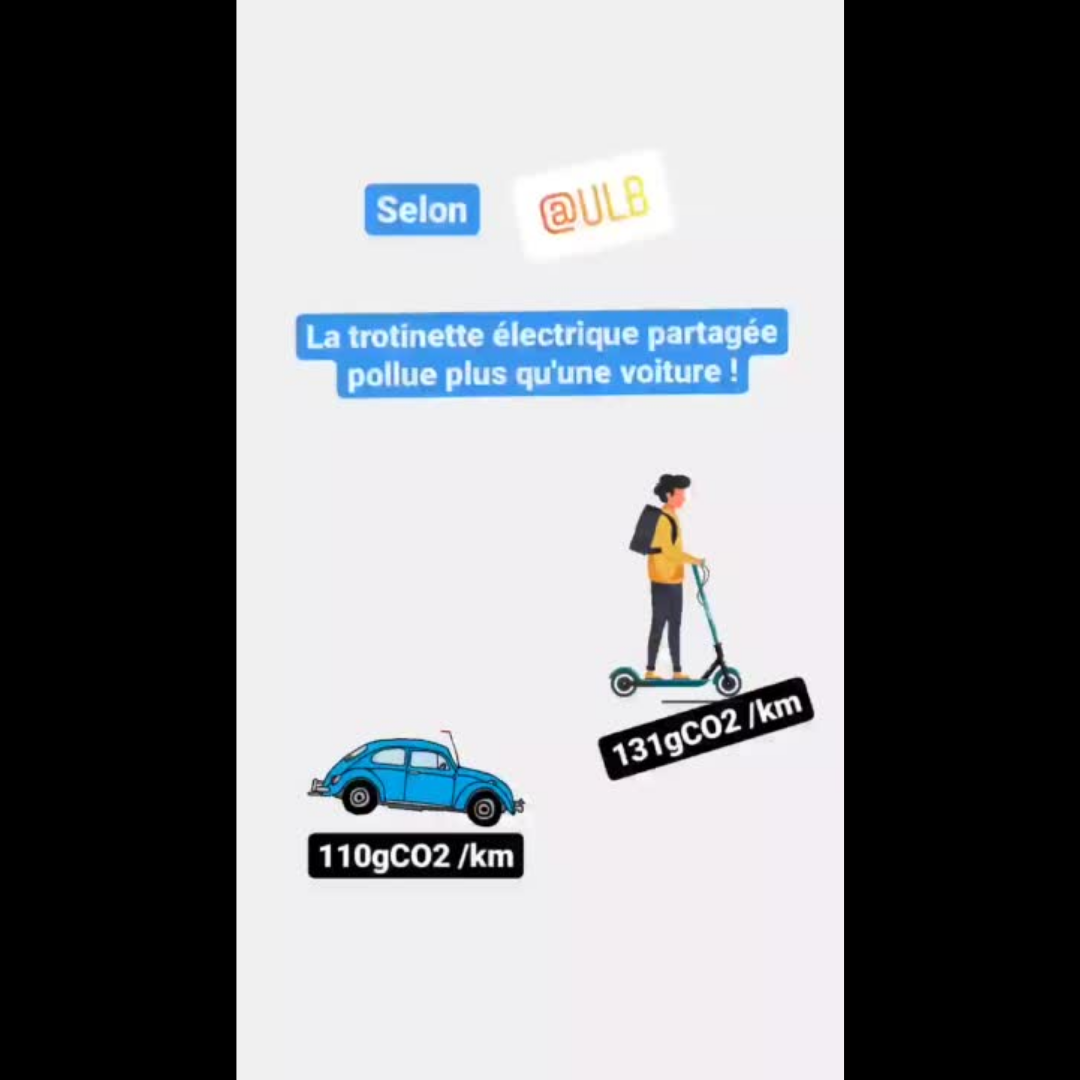 Selon @ULB
La trotinette électrique partagée
pollue plus qu'une voiture !
131gCO2 /km
110gCO2 /km